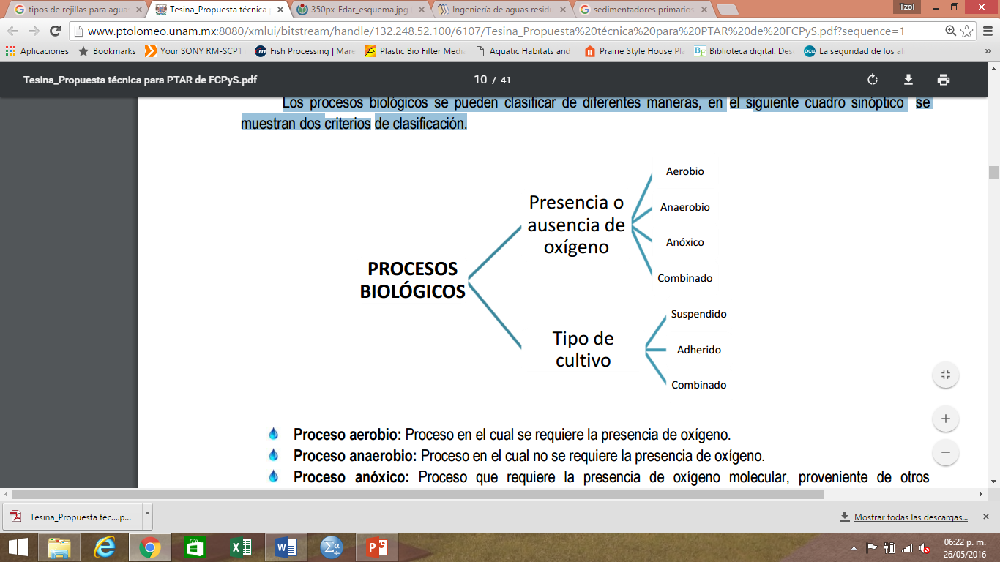 tipos de rejillas para agua
Tesina_Propuesta técnica
350px-Edar_esquema.jpg
Ingeniería de aguas resid
sedimentadores primarios
Tzol
www.ptolomeo.unam.mx:8080/xmlui/bitstream/handle/132.248.52.100/6107/Tesina_Propuesta%20técnica%20para%20PTAR%20de%20FCPyS.pdf?sequence=1
Aplicaciones Bookmarks Your SONY RM-SCP1 Fish Processing | Mare Plastic Bio Filter Media Aquatic Habitats and Prairie Style House Pla Biblioteca digital. Des La seguridad de los al »
Tesina_Propuesta técnica para PTAR de FCPyS.pdf
10 / 41
Los procesos biológicos se pueden clasificar de diferentes maneras, en el siguiente cuadro sinóptico se
muestran dos criterios de clasificación.
PROCESOS
BIOLÓGICOS
Presencia o
ausencia de
oxígeno
Aerobio
Anaerobio
Anóxico
Combinado
Tipo de
cultivo
Suspendido
Adherido
Combinado
Proceso aerobio: Proceso en el cual se requiere la presencia de oxígeno.
Proceso anaerobio: Proceso en el cual no se requiere la presencia de oxígeno.
Proceso anóxico: Proceso que requiere la presencia de oxígeno molecular, proveniente de otros
Tesina_Propuesta téc....p...
Mostrar todas las descargas...
06:22 p. m.
26/05/2016